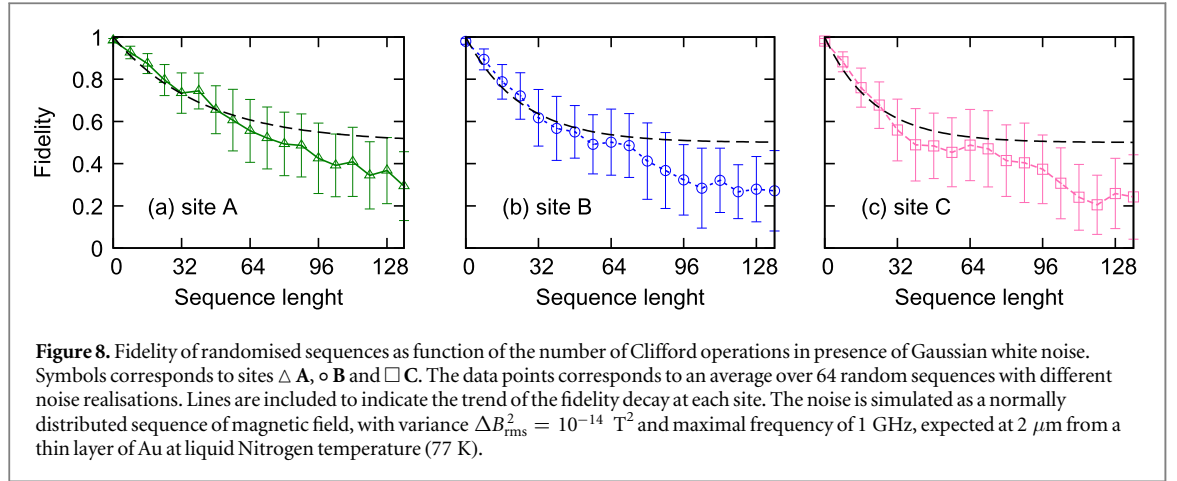 1
0.8
0.6
0.4
0.2
0
Fidelity
(a) site A
0 32 64 96 128
Sequence lenght
(b) site B
0 32 64 96 128
Sequence lenght
(c) site C
0 32 64 96 128
Sequence lenght
Figure 8. Fidelity of randomised sequences as function of the number of Clifford operations in presence of Gaussian white noise.
Symbols corresponds to sites △ A, ○ B and □ C. The data points corresponds to an average over 64 random sequences with different
noise realisations. Lines are included to indicate the trend of the fidelity decay at each site. The noise is simulated as a normally
distributed sequence of magnetic field, with variance ΔB²rms = 10⁻¹⁴ T² and maximal frequency of 1 GHz, expected at 2 μm from a
thin layer of Au at liquid Nitrogen temperature (77 K).